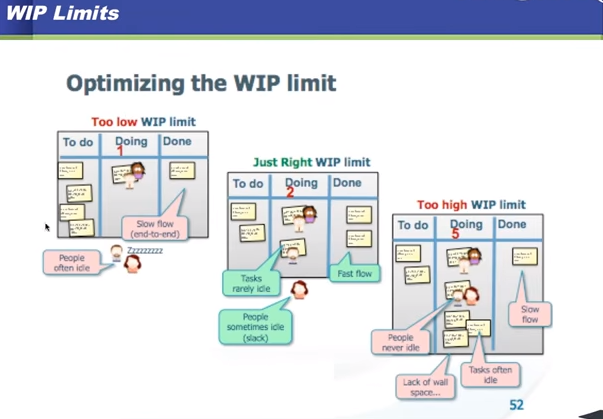 WIP Limits
Optimizing the WIP limit
Too low WIP limit
To do Doing Done
1
Slow flow
(end-to-end)
Zzzzzzzzz
People
often idle
Just Right WIP limit
To do Doing Done
2
Tasks
rarely idle
Fast flow
People
sometimes idle
(slack)
Too high WIP limit
To do Doing Done
5
Slow
flow
People
never idle
Tasks often
idle
Lack of wall
space...
52